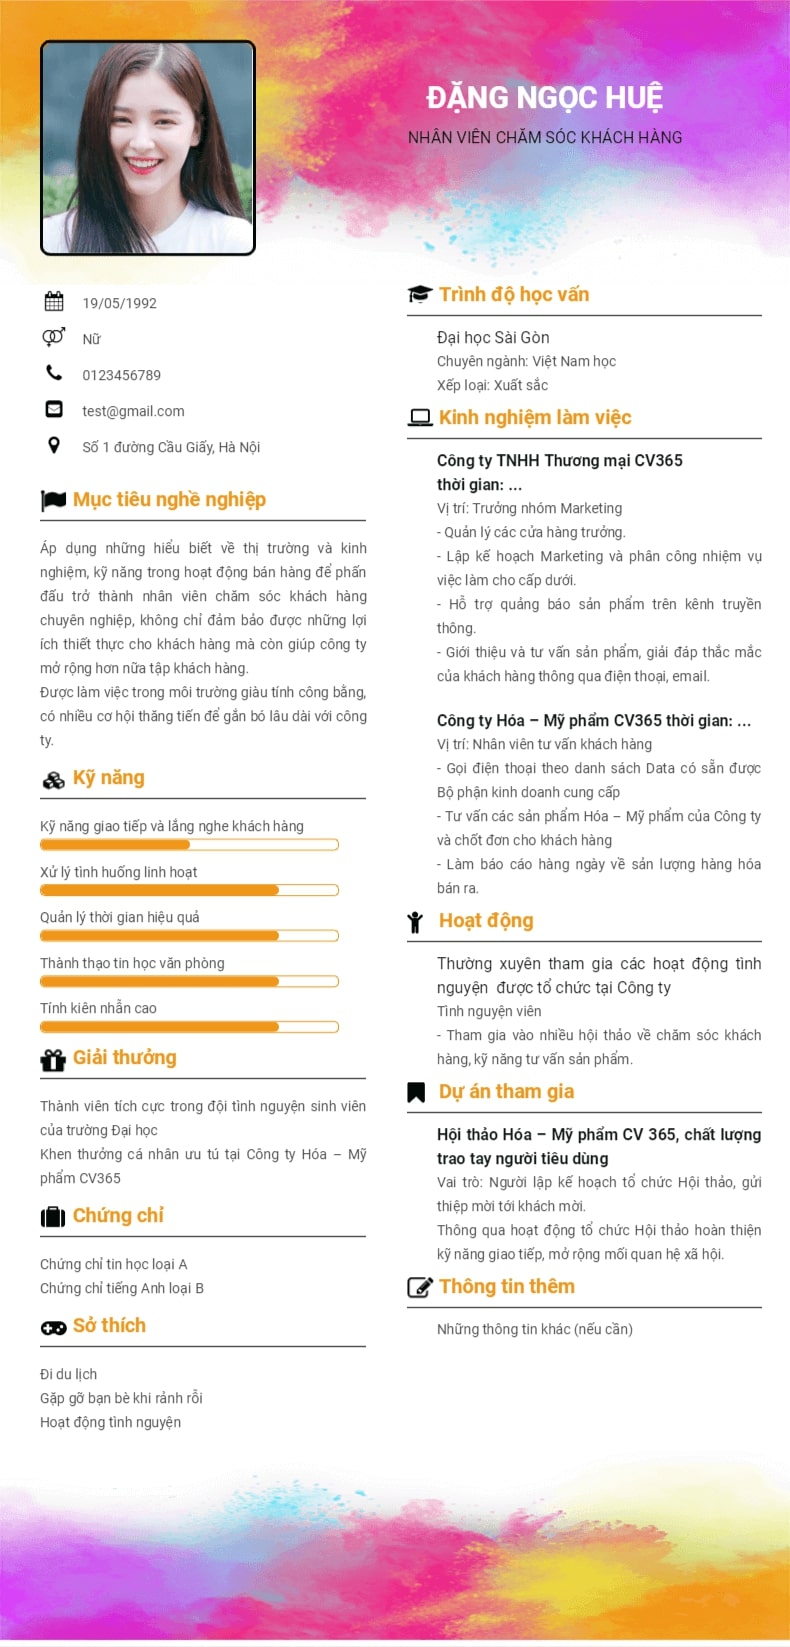 ĐẶNG NGỌC HUỆ
NHÂN VIÊN CHĂM SÓC KHÁCH HÀNG
19/05/1992
Nữ
0123456789
test@gmail.com
Số 1 đường Cầu Giấy, Hà Nội
Mục tiêu nghề nghiệp
Áp dụng những hiểu biết về thị trường và kinh
nghiệm, kỹ năng trong hoạt động bán hàng để phấn
đấu trở thành nhân viên chăm sóc khách hàng
chuyên nghiệp, không chỉ đảm bảo được những lợi
ích thiết thực cho khách hàng mà còn giúp công ty
mở rộng hơn nữa tập khách hàng.
Được làm việc trong môi trường giàu tính công bằng,
có nhiều cơ hội thăng tiến để gắn bó lâu dài với công
ty.
Kỹ năng
Kỹ năng giao tiếp và lắng nghe khách hàng
Xử lý tình huống linh hoạt
Quản lý thời gian hiệu quả
Thành thạo tin học văn phòng
Tính kiên nhẫn cao
Giải thưởng
Thành viên tích cực trong đội tình nguyện sinh viên
của trường Đại học
Khen thưởng cá nhân ưu tú tại Công ty Hóa – Mỹ
phẩm CV365
Chứng chỉ
Chứng chỉ tin học loại A
Chứng chỉ tiếng Anh loại B
Sở thích
Đi du lịch
Gặp gỡ bạn bè khi rảnh rỗi
Hoạt động tình nguyện
Trình độ học vấn
Đại học Sài Gòn
Chuyên ngành: Việt Nam học
Xếp loại: Xuất sắc
Kinh nghiệm làm việc
Công ty TNHH Thương mại CV365
thời gian: ...
Vị trí: Trưởng nhóm Marketing
- Quản lý các cửa hàng trưởng.
- Lập kế hoạch Marketing và phân công nhiệm vụ
việc làm cho cấp dưới.
- Hỗ trợ quảng báo sản phẩm trên kênh truyền
thông.
- Giới thiệu và tư vấn sản phẩm, giải đáp thắc mắc
của khách hàng thông qua điện thoại, email.
Công ty Hóa – Mỹ phẩm CV365 thời gian: ...
Vị trí: Nhân viên tư vấn khách hàng
- Gọi điện thoại theo danh sách Data có sẵn được
Bộ phận kinh doanh cung cấp
- Tư vấn các sản phẩm Hóa – Mỹ phẩm của Công ty
và chốt đơn cho khách hàng
- Làm báo cáo hàng ngày về sản lượng hàng hóa
bán ra.
Hoạt động
Thường xuyên tham gia các hoạt động tình
nguyện được tổ chức tại Công ty
Tình nguyện viên
- Tham gia vào nhiều hội thảo về chăm sóc khách
hàng, kỹ năng tư vấn sản phẩm.
Dự án tham gia
Hội thảo Hóa – Mỹ phẩm CV 365, chất lượng
trao tay người tiêu dùng
Vai trò: Người lập kế hoạch tổ chức Hội thảo, gửi
thiệp mời tới khách mời.
Thông qua hoạt động tổ chức Hội thảo hoàn thiện
kỹ năng giao tiếp, mở rộng mối quan hệ xã hội.
Thông tin thêm
Những thông tin khác (nếu cần)